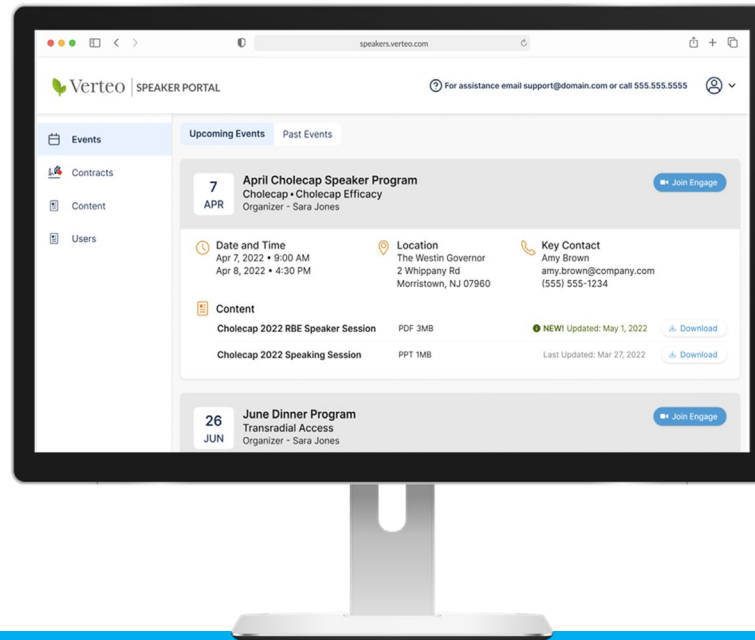 speakers.verteo.com
Verteo SPEAKER PORTAL
For assistance email support@domain.com or call 555.555.5555
Events
Contracts
Content
Users
Upcoming Events Past Events
7
APR
April Cholecap Speaker Program
Cholecap • Cholecap Efficacy
Organizer - Sara Jones
Join Engage
Date and Time
Apr 7, 2022 • 9:00 AM
Apr 8, 2022 • 4:30 PM
Location
The Westin Governor
2 Whippany Rd
Morristown, NJ 07960
Key Contact
Amy Brown
amy.brown@company.com
(555) 555-1234
Content
Cholecap 2022 RBE Speaker Session PDF 3MB NEW! Updated: May 1, 2022 Download
Cholecap 2022 Speaking Session PPT 1MB Last Updated: Mar 27, 2022 Download
26
JUN
June Dinner Program
Transradial Access
Organizer - Sara Jones
Join Engage